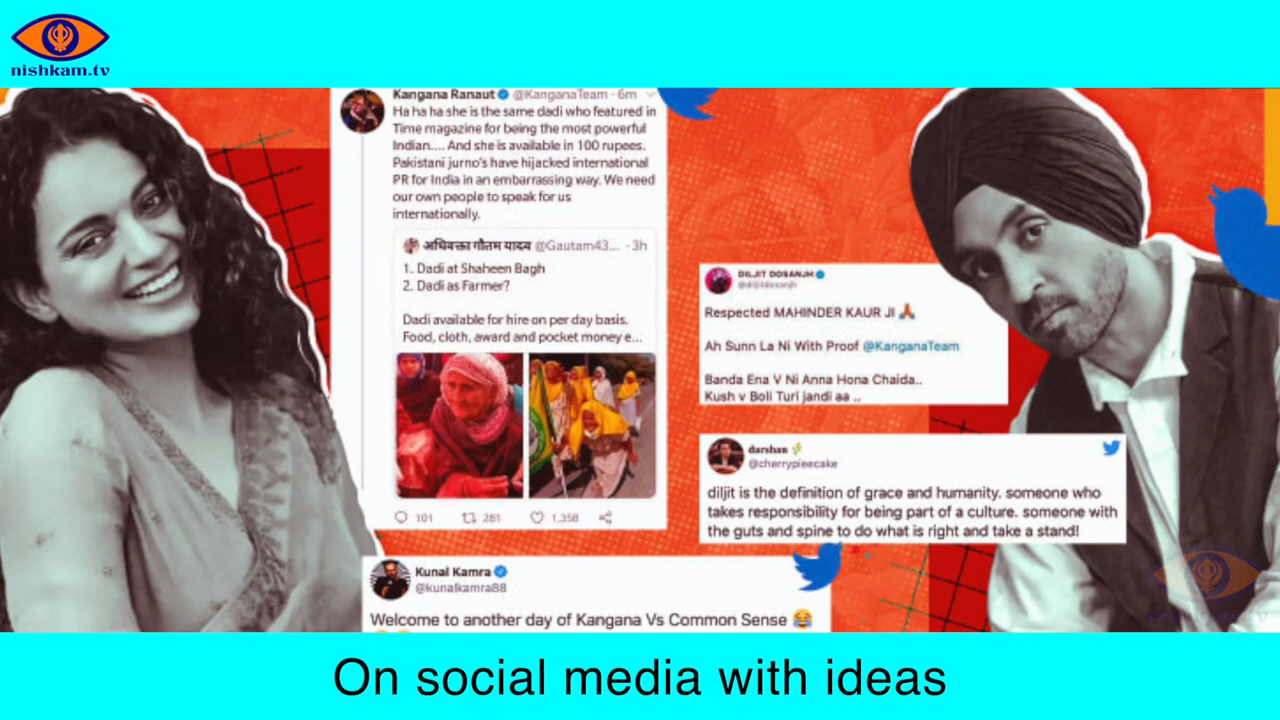 nishkam.tv
Kangana Ranaut @KanganaTeam · 6m
Ha ha ha she is the same dadi who featured in
Time magazine for being the most powerful
Indian.... And she is available in 100 rupees.
Pakistani jurno's have hijacked international
PR for India in an embarrassing way. We need
our own people to speak for us
internationally.
अधिवक्ता गौतम यादव @Gautam43... · 3h
1. Dadi at Shaheen Bagh
2. Dadi as Farmer?
Dadi available for hire on per day basis.
Food, cloth, award and pocket money e...
101 281 1,358
DILJIT DOSANJH
@diljitdosanjh
Respected MAHINDER KAUR JI 🙏
Ah Sunn La Ni With Proof @KanganaTeam
Banda Ena V Ni Anna Hona Chaida..
Kush v Boli Turi jandi aa ..
darshan
@cherrypieecake
diljit is the definition of grace and humanity. someone who
takes responsibility for being part of a culture. someone with
the guts and spine to do what is right and take a stand!
Kunal Kamra
@kunalkamra88
Welcome to another day of Kangana Vs Common Sense 😂
On social media with ideas